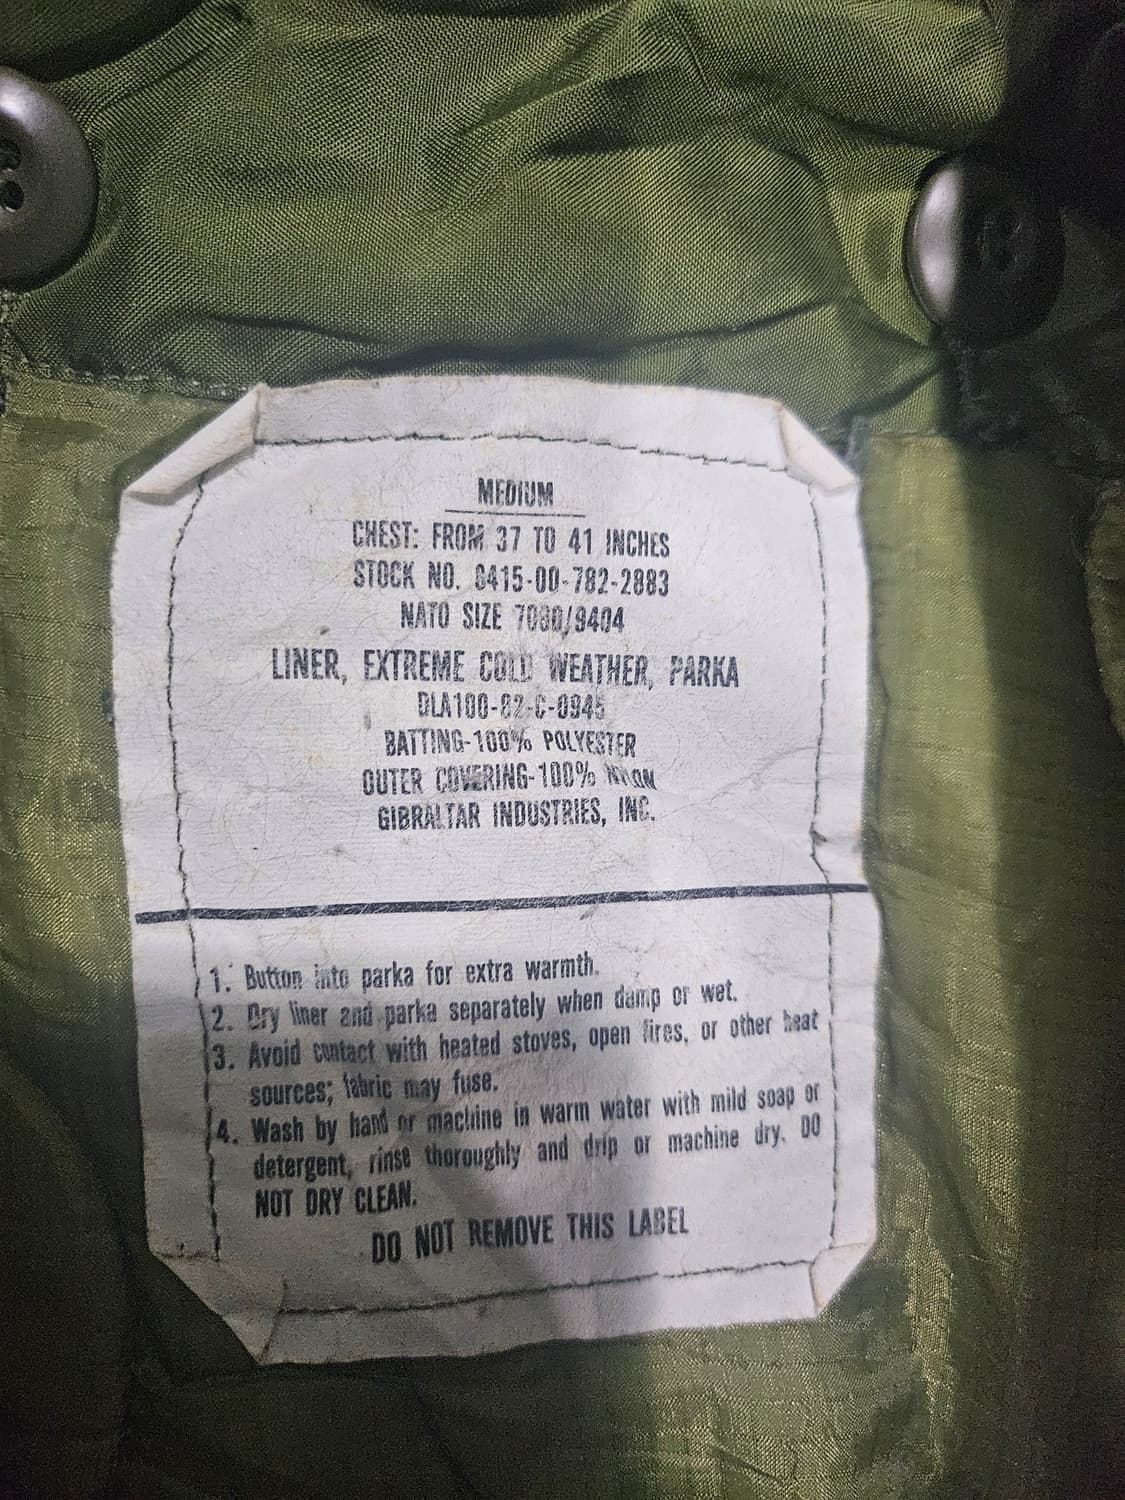 MEDIUM
CHEST: FROM 37 TO 41 INCHES
STOCK NO. 8415-00-782-2883
NATO SIZE 7080/9404
LINER, EXTREME COLD WEATHER, PARKA
DLA100-82-C-0945
BATTING-100% POLYESTER
OUTER COVERING-100% NYLON
GIBRALTAR INDUSTRIES, INC.
1. Button into parka for extra warmth.
2. Dry liner and parka separately when damp or wet.
3. Avoid contact with heated stoves, open fires, or other heat
sources; fabric may fuse.
4. Wash by hand or machine in warm water with mild soap or
detergent, rinse thoroughly and drip or machine dry. DO
NOT DRY CLEAN.
DO NOT REMOVE THIS LABEL